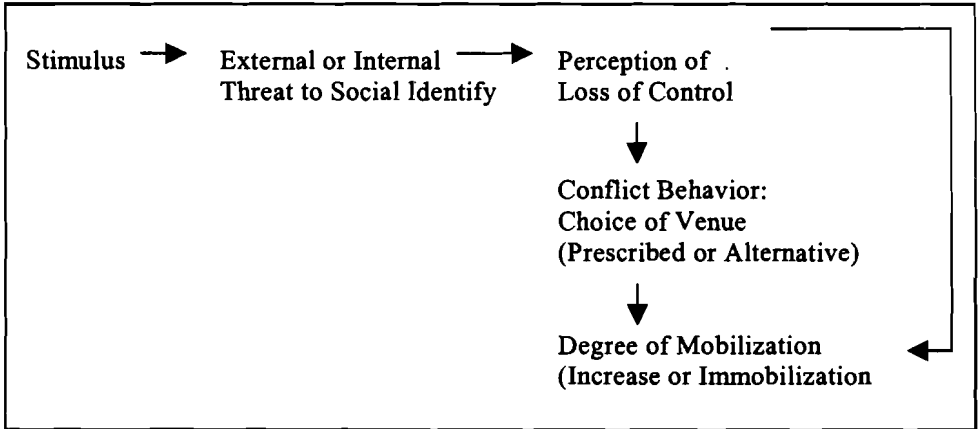 Stimulus
External or Internal
Threat to Social Identify
Perception of
Loss of Control
Conflict Behavior:
Choice of Venue
(Prescribed or Alternative)
Degree of Mobilization
(Increase or Immobilization